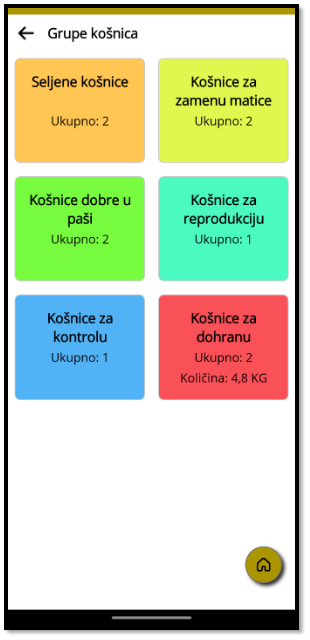 Grupe košnica
Seljene košnice
Ukupno: 2
Košnice za
zamenu matice
Ukupno: 2
Košnice dobre u
paši
Ukupno: 2
Košnice za
reprodukciju
Ukupno: 1
Košnice za
kontrolu
Ukupno: 1
Košnice za
dohranu
Ukupno: 2
Količina: 4,8 KG